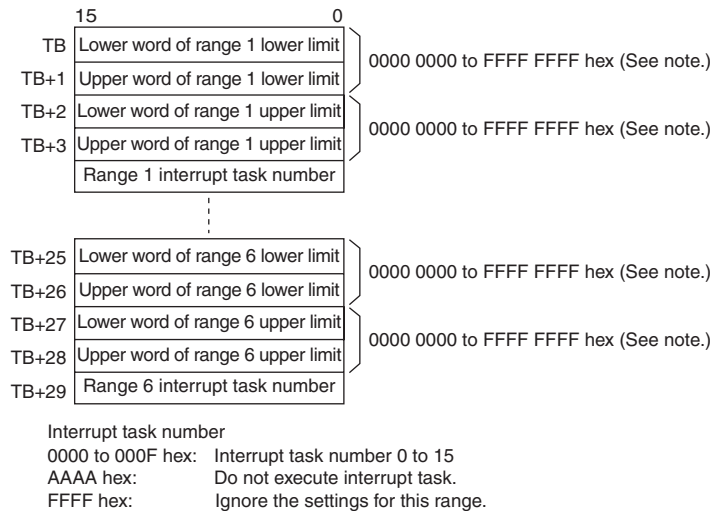 15 0
TB Lower word of range 1 lower limit
TB+1 Upper word of range 1 lower limit
0000 0000 to FFFF FFFF hex (See note.)
TB+2 Lower word of range 1 upper limit
TB+3 Upper word of range 1 upper limit
0000 0000 to FFFF FFFF hex (See note.)
Range 1 interrupt task number
TB+25 Lower word of range 6 lower limit
TB+26 Upper word of range 6 lower limit
0000 0000 to FFFF FFFF hex (See note.)
TB+27 Lower word of range 6 upper limit
TB+28 Upper word of range 6 upper limit
0000 0000 to FFFF FFFF hex (See note.)
TB+29 Range 6 interrupt task number
Interrupt task number
0000 to 000F hex: Interrupt task number 0 to 15
AAAA hex: Do not execute interrupt task.
FFFF hex: Ignore the settings for this range.